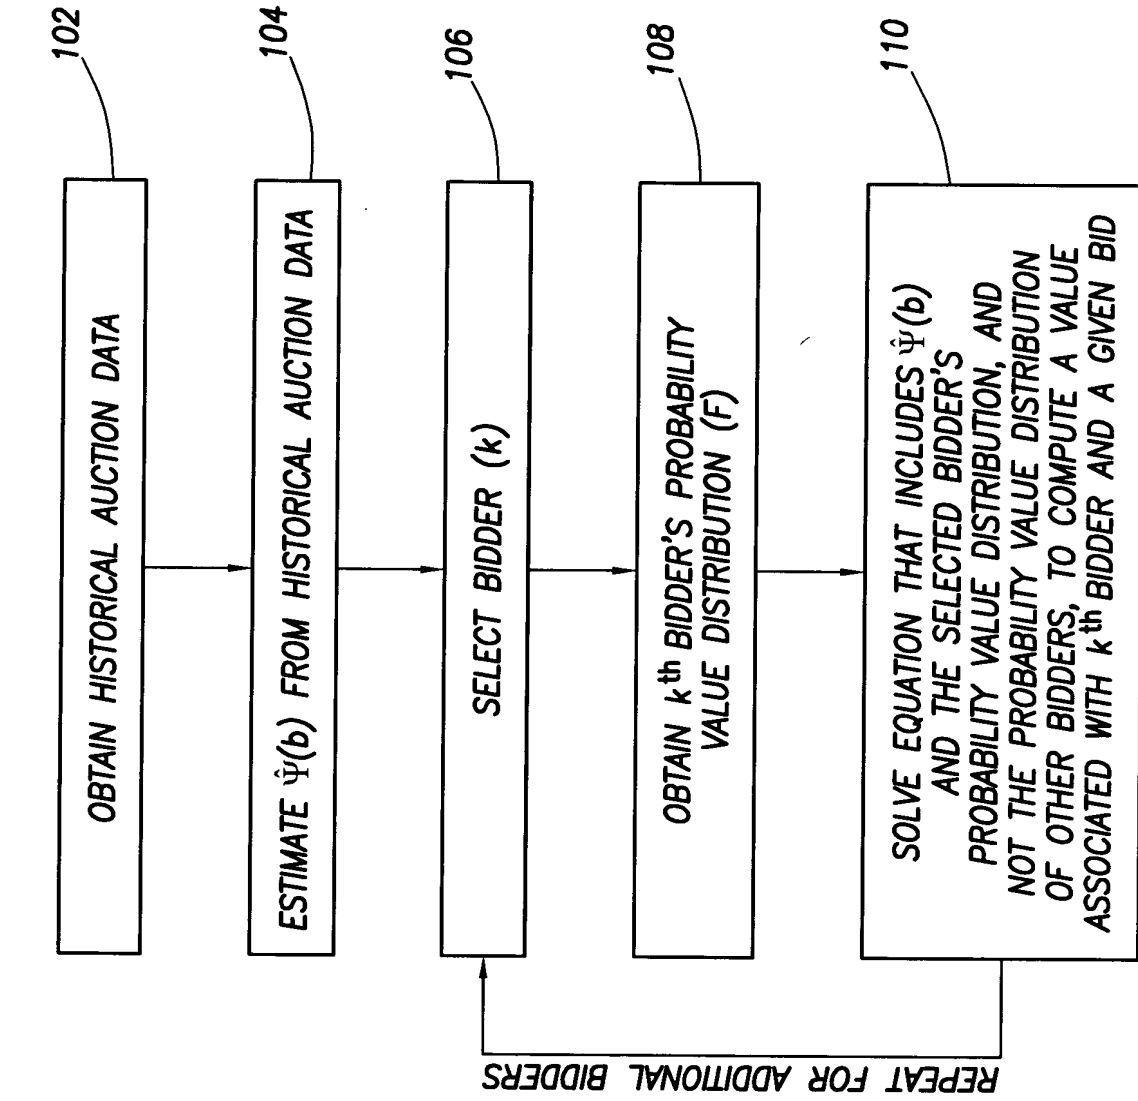 102
OBTAIN HISTORICAL AUCTION DATA
104
ESTIMATE Ψ̂(b) FROM HISTORICAL AUCTION DATA
106
SELECT BIDDER (k)
108
OBTAIN kth BIDDER'S PROBABILITY
VALUE DISTRIBUTION (F)
110
SOLVE EQUATION THAT INCLUDES Ψ̂(b)
AND THE SELECTED BIDDER'S
PROBABILITY VALUE DISTRIBUTION, AND
NOT THE PROBABILITY VALUE DISTRIBUTION
OF OTHER BIDDERS, TO COMPUTE A VALUE
ASSOCIATED WITH kth BIDDER AND A GIVEN BID
REPEAT FOR ADDITIONAL BIDDERS